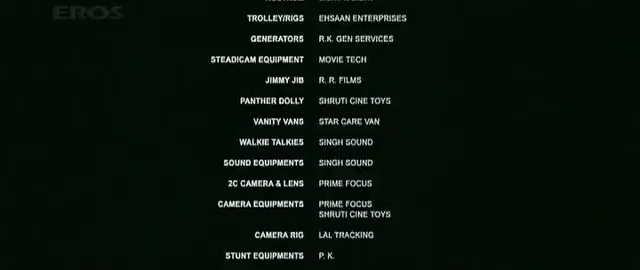 EROS
TROLLEY/RIGS EHSAAN ENTERPRISES
GENERATORS R.K. GEN SERVICES
STEADICAM EQUIPMENT MOVIE TECH
JIMMY JIB R. R. FILMS
PANTHER DOLLY SHRUTI CINE TOYS
VANITY VANS STAR CARE VAN
WALKIE TALKIES SINGH SOUND
SOUND EQUIPMENTS SINGH SOUND
2C CAMERA & LENS PRIME FOCUS
CAMERA EQUIPMENTS PRIME FOCUS
SHRUTI CINE TOYS
CAMERA RIG LAL TRACKING
STUNT EQUIPMENTS P. K.